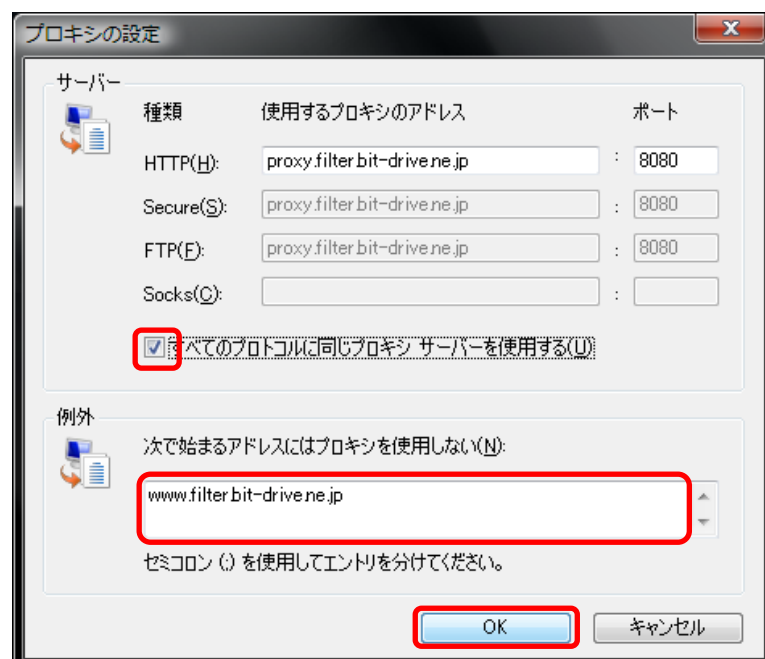 プロキシの設定
サーバー
種類 使用するプロキシのアドレス ポート
HTTP(H): proxy.filter.bit-drive.ne.jp : 8080
Secure(S): proxy.filter.bit-drive.ne.jp : 8080
FTP(F): proxy.filter.bit-drive.ne.jp : 8080
Socks(C): :
すべてのプロトコルに同じプロキシ サーバーを使用する(U)
例外
次で始まるアドレスにはプロキシを使用しない(N):
www.filter.bit-drive.ne.jp
セミコロン (;) を使用してエントリを分けてください。
OK キャンセル